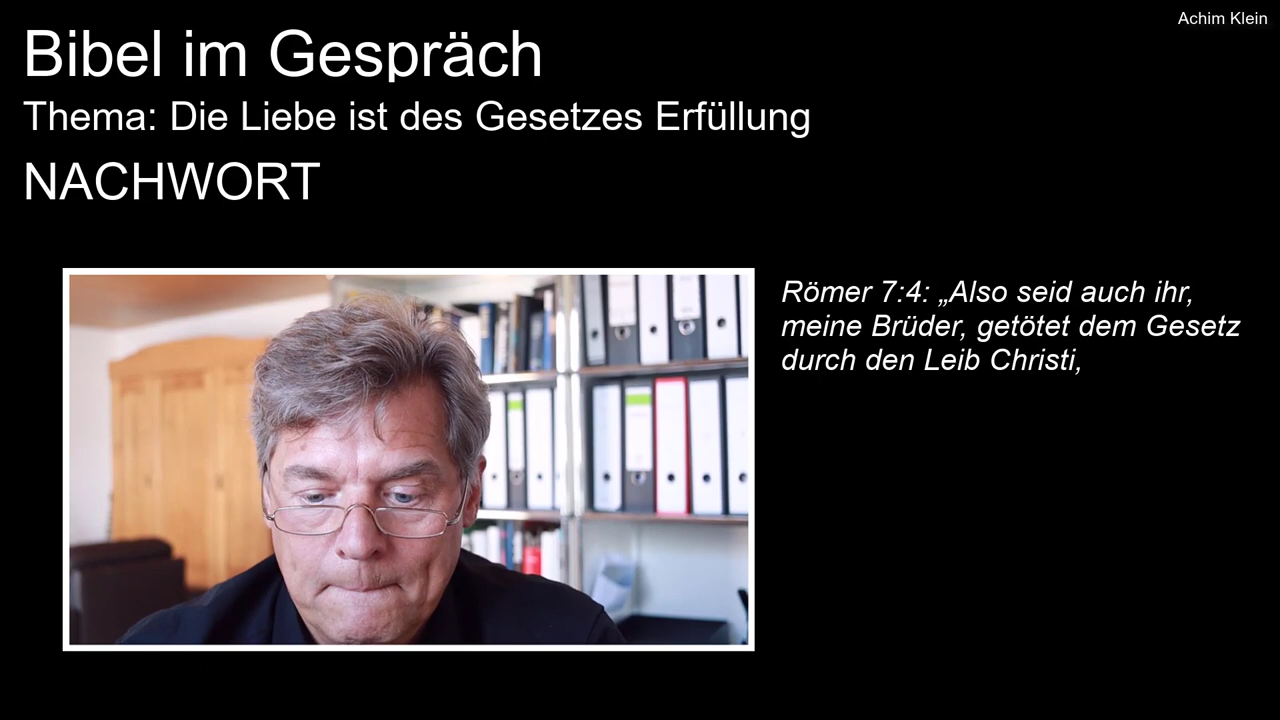 Achim Klein
Bibel im Gespräch
Thema: Die Liebe ist des Gesetzes Erfüllung
NACHWORT
Römer 7:4: „Also seid auch ihr,
meine Brüder, getötet dem Gesetz
durch den Leib Christi,